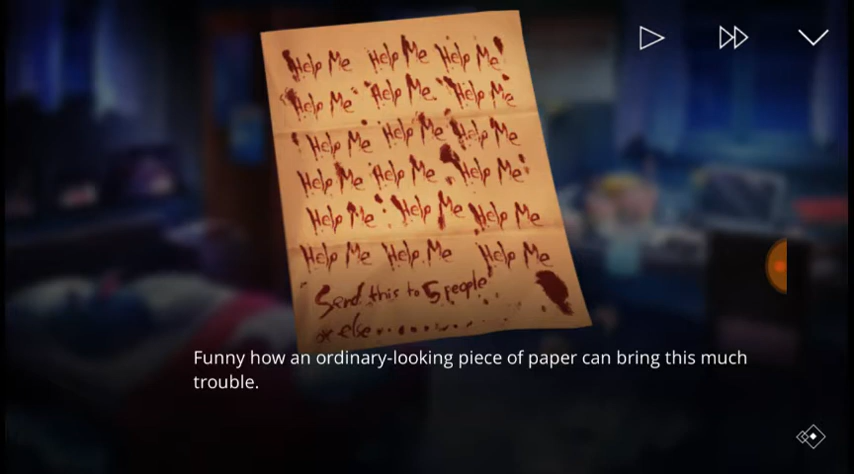 Help Me Help Me Help Me!
Help Me Help Me Help Me
Help Me Help Me Help Me
Help Me Help Me Help Me
Help Me Help Me Help Me
Help Me Help Me Help Me
Send this to 5 people
or else...........
Funny how an ordinary-looking piece of paper can bring this much
trouble.